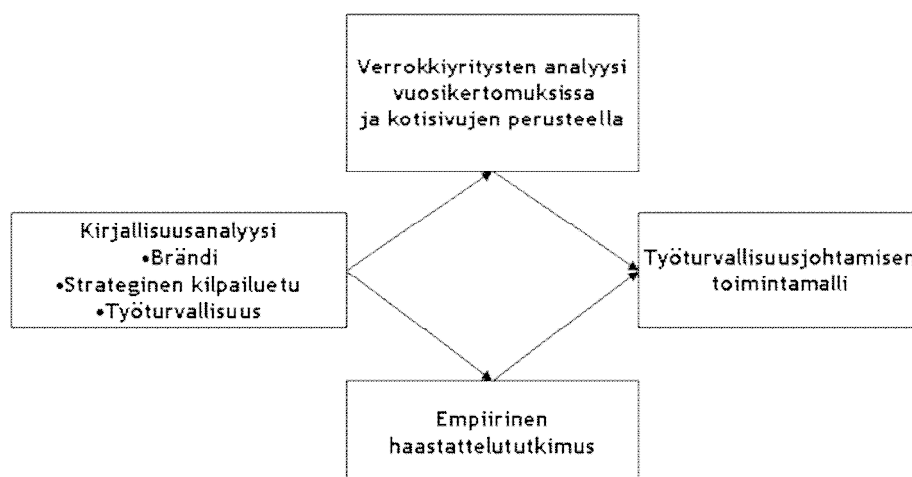 Verrokkiyritysten analyysi
vuosikertomuksissa
ja kotisivujen perusteella
Kirjallisuusanalyysi
•Brändi
•Strateginen kilpailuetu
•Työturvallisuus
Työturvallisuusjohtamisen
toimintamalli
Empiirinen
haastattelututkimus